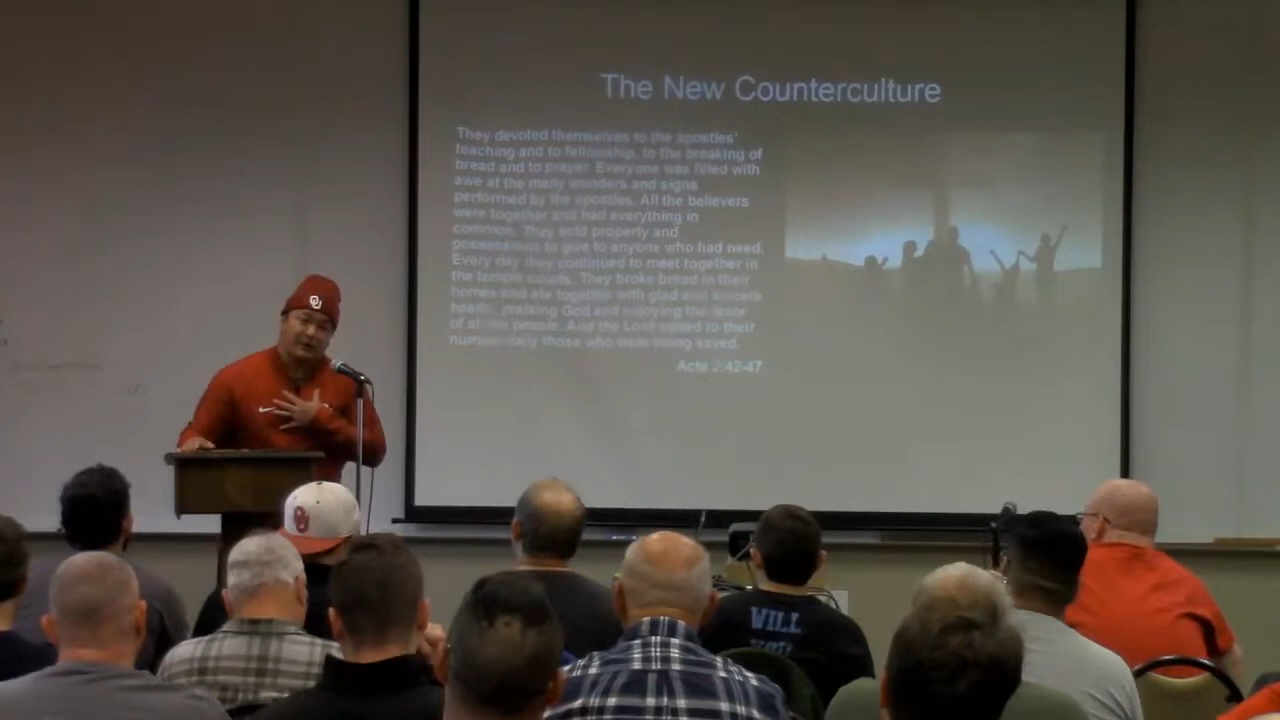 The New Counterculture
They devoted themselves to the apostles'
teaching and to fellowship, to the breaking of
bread and to prayer. Everyone was filled with
awe at the many wonders and signs
performed by the apostles. All the believers
were together and had everything in
common. They sold property and
possessions to give to anyone who had need.
Every day they continued to meet together in
the temple courts. They broke bread in their
homes and ate together with glad and sincere
hearts, praising God and enjoying the favor
of all the people. And the Lord added to their
number daily those who were being saved.
Acts 2:42-47
OU
OU
WILL